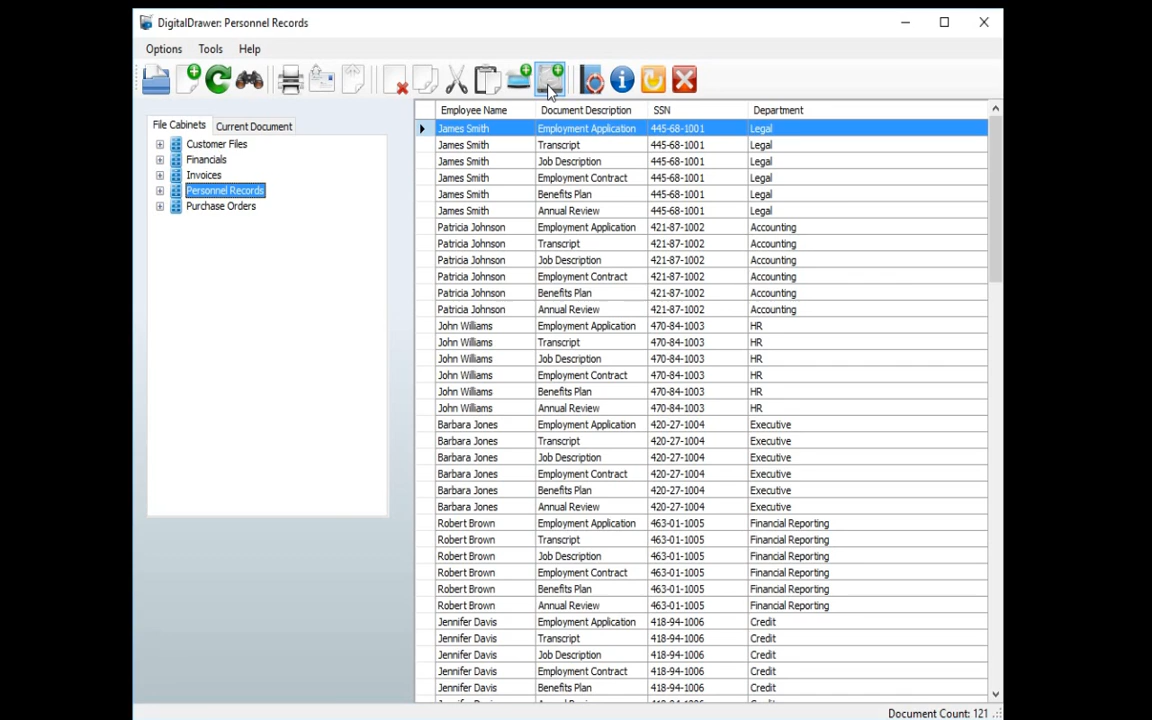 DigitalDrawer: Personnel Records
Options Tools Help
File Cabinets Current Document
Customer Files
Financials
Invoices
Personnel Records
Purchase Orders
Employee Name Document Description SSN Department
James Smith Employment Application 445-68-1001 Legal
James Smith Transcript 445-68-1001 Legal
James Smith Job Description 445-68-1001 Legal
James Smith Employment Contract 445-68-1001 Legal
James Smith Benefits Plan 445-68-1001 Legal
James Smith Annual Review 445-68-1001 Legal
Patricia Johnson Employment Application 421-87-1002 Accounting
Patricia Johnson Transcript 421-87-1002 Accounting
Patricia Johnson Job Description 421-87-1002 Accounting
Patricia Johnson Employment Contract 421-87-1002 Accounting
Patricia Johnson Benefits Plan 421-87-1002 Accounting
Patricia Johnson Annual Review 421-87-1002 Accounting
John Williams Employment Application 470-84-1003 HR
John Williams Transcript 470-84-1003 HR
John Williams Job Description 470-84-1003 HR
John Williams Employment Contract 470-84-1003 HR
John Williams Benefits Plan 470-84-1003 HR
John Williams Annual Review 470-84-1003 HR
Barbara Jones Employment Application 420-27-1004 Executive
Barbara Jones Transcript 420-27-1004 Executive
Barbara Jones Job Description 420-27-1004 Executive
Barbara Jones Employment Contract 420-27-1004 Executive
Barbara Jones Benefits Plan 420-27-1004 Executive
Barbara Jones Annual Review 420-27-1004 Executive
Robert Brown Employment Application 463-01-1005 Financial Reporting
Robert Brown Transcript 463-01-1005 Financial Reporting
Robert Brown Job Description 463-01-1005 Financial Reporting
Robert Brown Employment Contract 463-01-1005 Financial Reporting
Robert Brown Benefits Plan 463-01-1005 Financial Reporting
Robert Brown Annual Review 463-01-1005 Financial Reporting
Jennifer Davis Employment Application 418-94-1006 Credit
Jennifer Davis Transcript 418-94-1006 Credit
Jennifer Davis Job Description 418-94-1006 Credit
Jennifer Davis Employment Contract 418-94-1006 Credit
Jennifer Davis Benefits Plan 418-94-1006 Credit
Document Count: 121